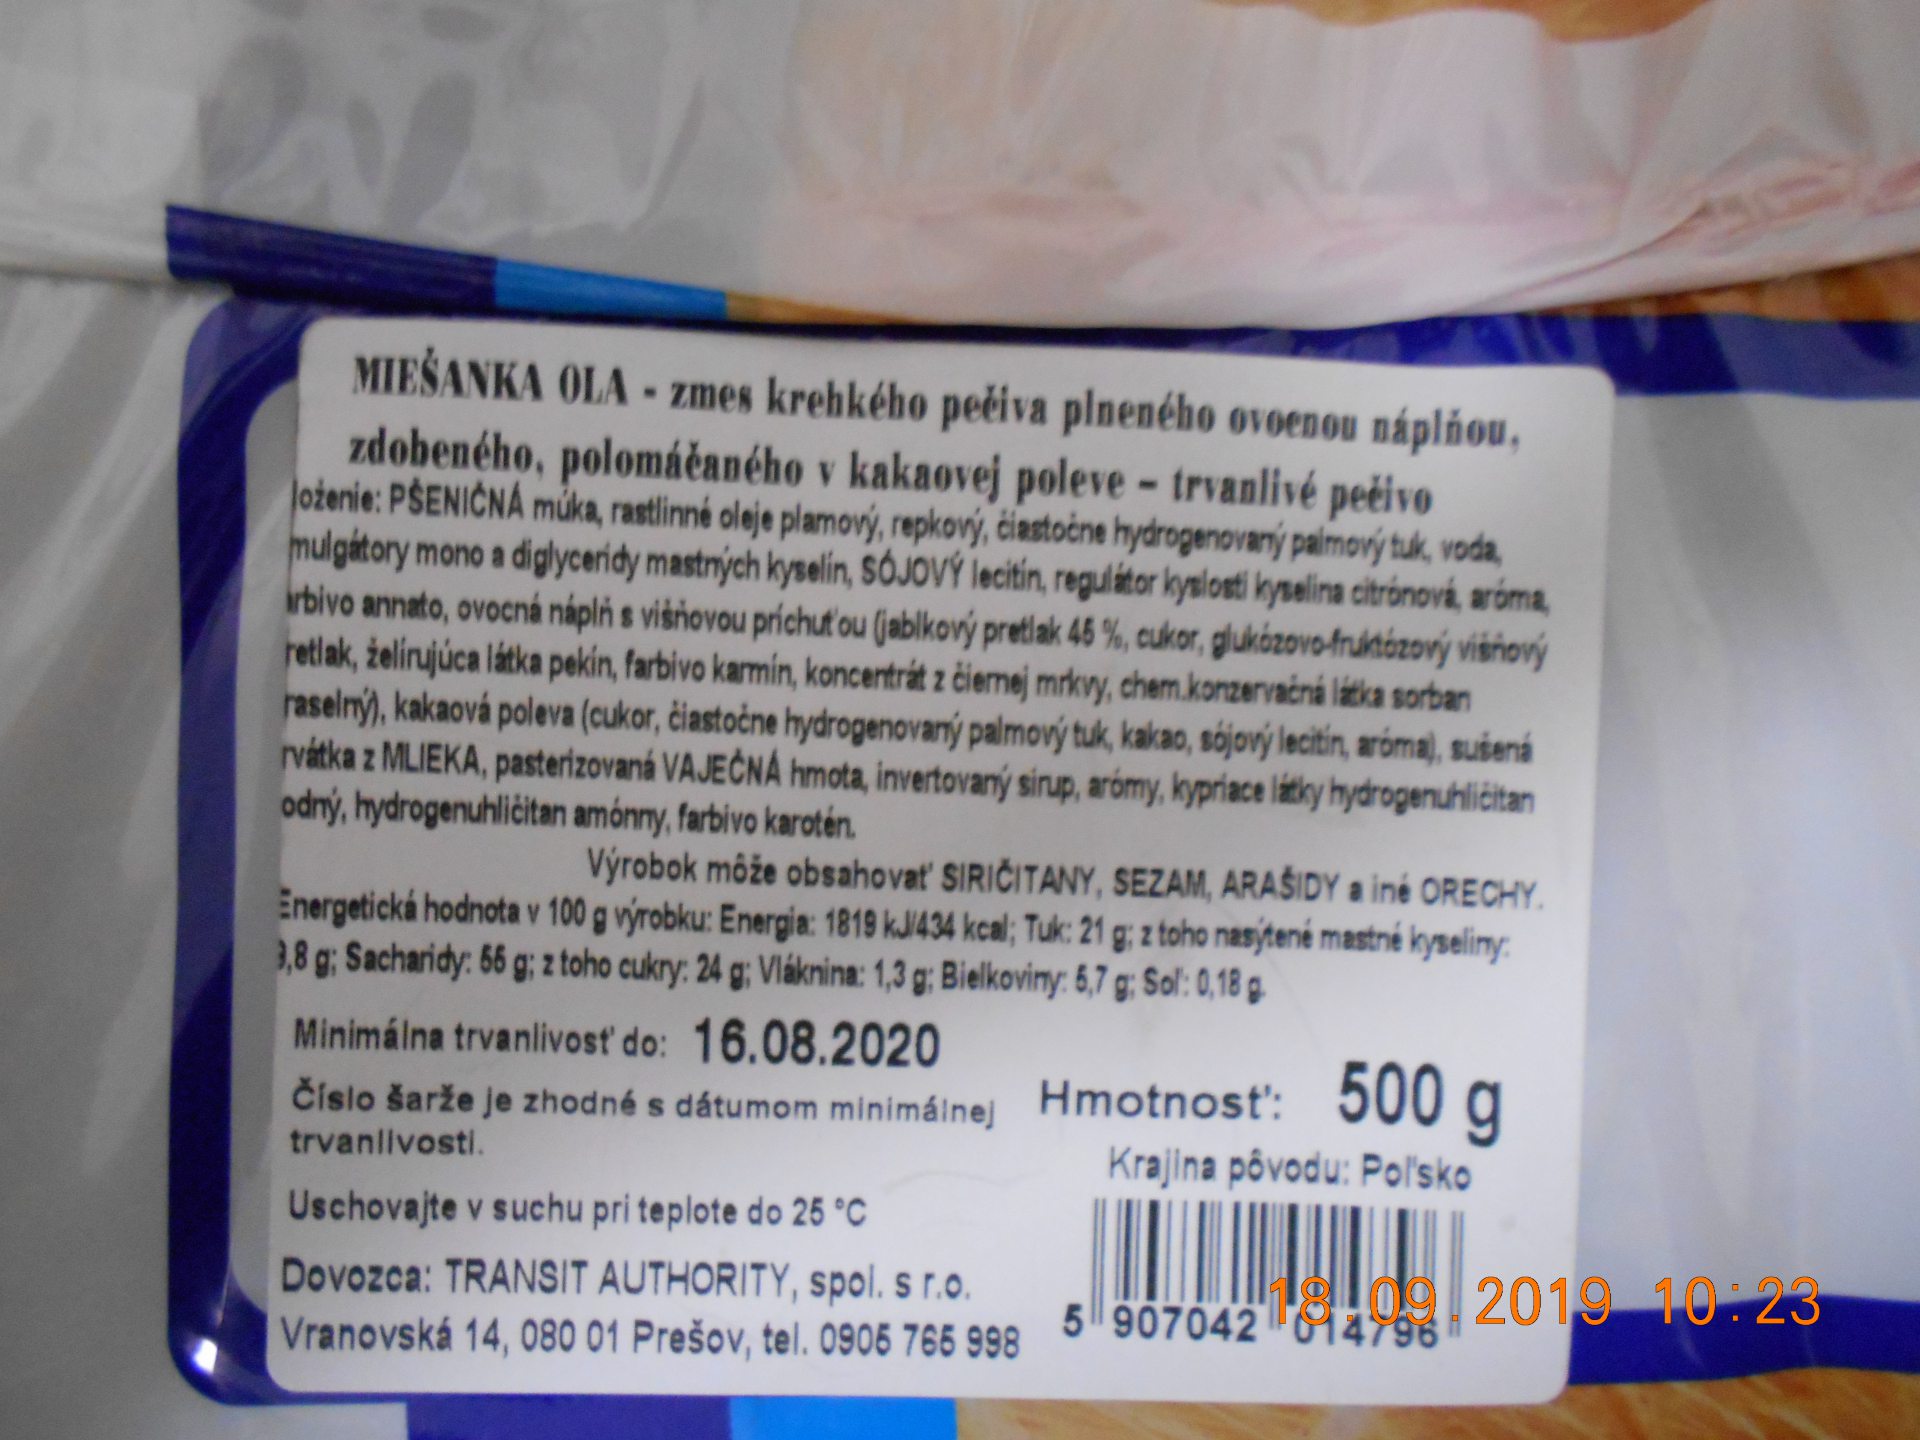 MIEŠANKA OLA - zmes krehkého pečiva plneného ovocnou náplňou,
zdobeného, polomáčaného v kakaovej poleve – trvanlivé pečivo
loženie: PŠENIČNÁ múka, rastlinné oleje plamový, repkový, čiastočne hydrogenovaný palmový tuk, voda,
mulgátory mono a diglyceridy mastných kyselín, SÓJOVÝ lecitín, regulátor kyslosti kyselina citrónová, aróma,
arbivo annato, ovocná náplň s višňovou príchuťou (jablkový pretlak 45 %, cukor, glukózovo-fruktózový višňový
retlak, želírujúca látka pekín, farbivo karmín, koncentrát z čiernej mrkvy, chem.konzervačná látka sorban
raselný), kakaová poleva (cukor, čiastočne hydrogenovaný palmový tuk, kakao, sójový lecitín, aróma), sušená
rvátka z MLIEKA, pasterizovaná VAJEČNÁ hmota, invertovaný sirup, arómy, kypriace látky hydrogenuhličitan
odný, hydrogenuhličitan amónny, farbivo karotén.
Výrobok môže obsahovať SIRIČITANY, SEZAM, ARAŠIDY a iné ORECHY.
Energetická hodnota v 100 g výrobku: Energia: 1819 kJ/434 kcal; Tuk: 21 g; z toho nasýtené mastné kyseliny:
9,8 g; Sacharidy: 55 g; z toho cukry: 24 g; Vláknina: 1,3 g; Bielkoviny: 5,7 g; Soľ: 0,18 g.
Minimálna trvanlivosť do: 16.08.2020
Číslo šarže je zhodné s dátumom minimálnej
trvanlivosti.
Hmotnosť: 500 g
Krajina pôvodu: Poľsko
Uschovajte v suchu pri teplote do 25 °C
Dovozca: TRANSIT AUTHORITY, spol. s r.o.
Vranovská 14, 080 01 Prešov, tel. 0905 765 998
5 907042 014796
18.09.2019 10:23